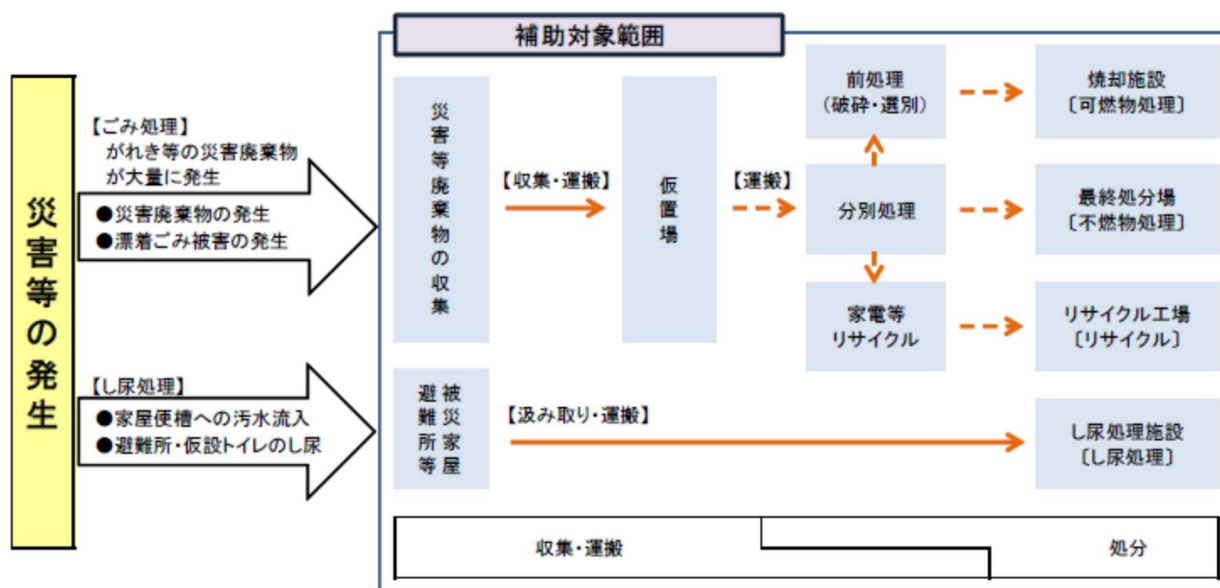 補助対象範囲
災害等の発生
【ごみ処理】
がれき等の災害廃棄物
が大量に発生
●災害廃棄物の発生
●漂着ごみ被害の発生
【し尿処理】
●家屋便槽への汚水流入
●避難所・仮設トイレのし尿
災害等廃棄物の収集
【収集・運搬】
仮置場
【運搬】
前処理
(破砕・選別)
分別処理
家電等
リサイクル
焼却施設
〔可燃物処理〕
最終処分場
〔不燃物処理〕
リサイクル工場
〔リサイクル〕
被災家屋
避難所等
【汲み取り・運搬】
し尿処理施設
〔し尿処理〕
収集・運搬
処分